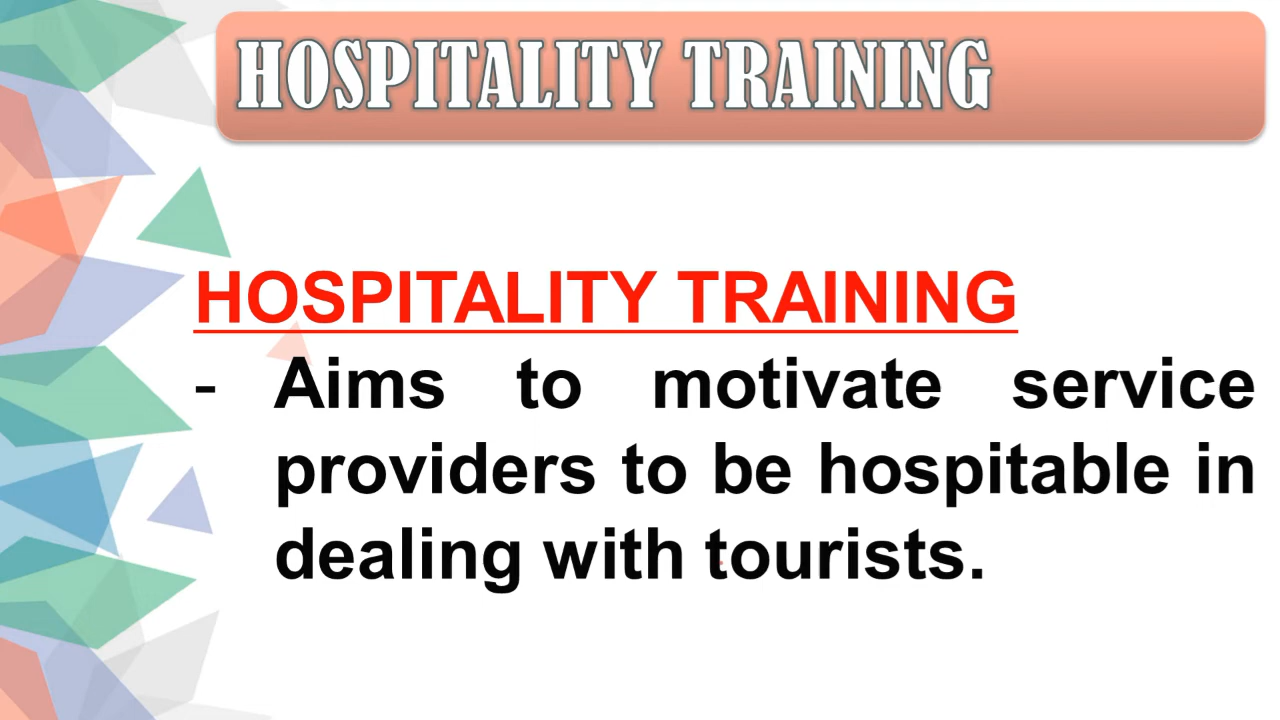 HOSPITALITY TRAINING
HOSPITALITY TRAINING
- Aims to motivate service
providers to be hospitable in
dealing with tourists.